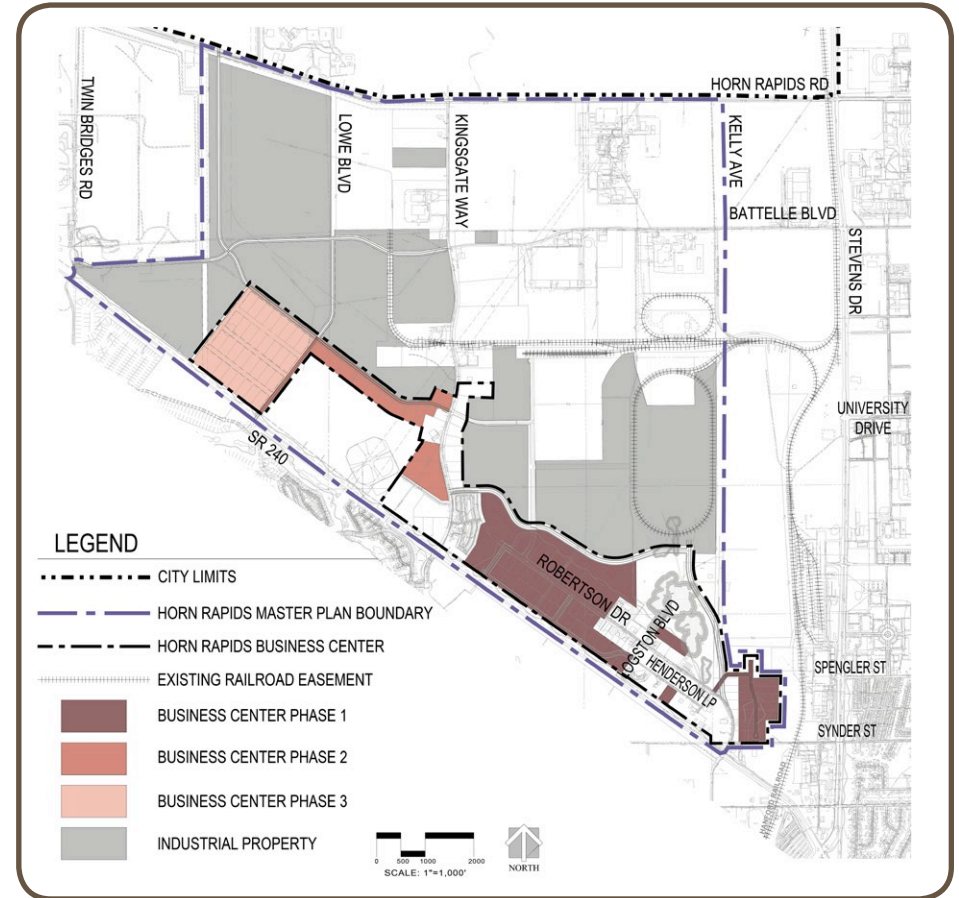 HORN RAPIDS RD
TWIN BRIDGES RD
LOWE BLVD
KINGSGATE WAY
KELLY AVE
BATTELLE BLVD
STEVENS DR
UNIVERSITY
DRIVE
SR 240
ROBERTSON DR
OGSTON BLVD
HENDERSON LP
SPENGLER ST
SYNDER ST
HANFORD RAILROAD
LEGEND
CITY LIMITS
HORN RAPIDS MASTER PLAN BOUNDARY
HORN RAPIDS BUSINESS CENTER
EXISTING RAILROAD EASEMENT
BUSINESS CENTER PHASE 1
BUSINESS CENTER PHASE 2
BUSINESS CENTER PHASE 3
INDUSTRIAL PROPERTY
0 500 1000 2000
SCALE: 1"=1,000'
NORTH